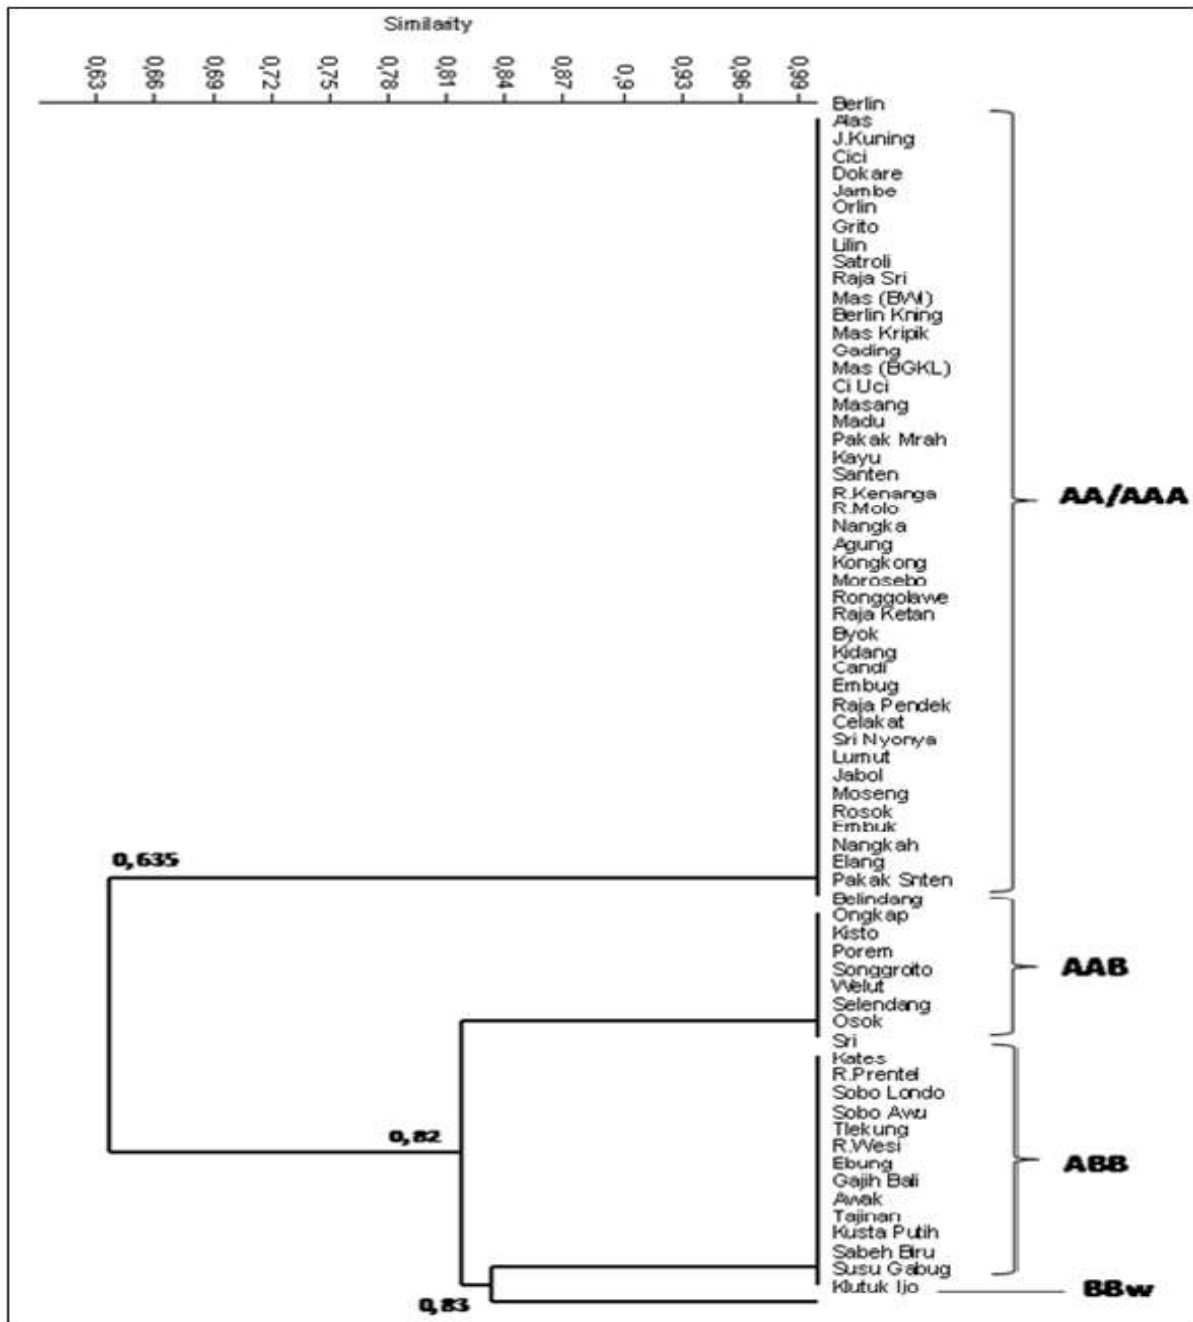 Similarity
0,63 0,66 0,69 0,72 0,75 0,78 0,81 0,84 0,87 0,9 0,93 0,96 0,99
Berlin
Alas
J.Kuning
Cici
Dokare
Jambe
Orlin
Grito
Lilin
Satroli
Raja Sri
Mas (BWI)
Berlin Kning
Mas Kripik
Gading
Mas (BGKL)
Ci Uci
Masang
Madu
Pakak Mrah
Kayu
Santen
R.Kenanga
AA/AAA
R.Molo
Nangka
Agung
Kongkong
Morosebo
Ronggolawe
Raja Ketan
Byok
Kidang
Candi
Embug
Raja Pendek
Celakat
Sri Nyonya
Lumut
Jabol
Moseng
Rosok
Embuk
Nangkah
0,635
Elang
Pakak Snten
Belindang
Ongkap
Kisto
Porem
Songgroito
AAB
Welut
Selendang
Osok
Sri
Kates
R.Prentel
Sobo Londo
Sobo Awu
Tlekung
0,82
R.Wesi
Ebung
ABB
Gajih Bali
Awak
Tajinan
Kusta Putih
Sabeh Biru
Susu Gabug
Klutuk Ijo
BBw
0,83